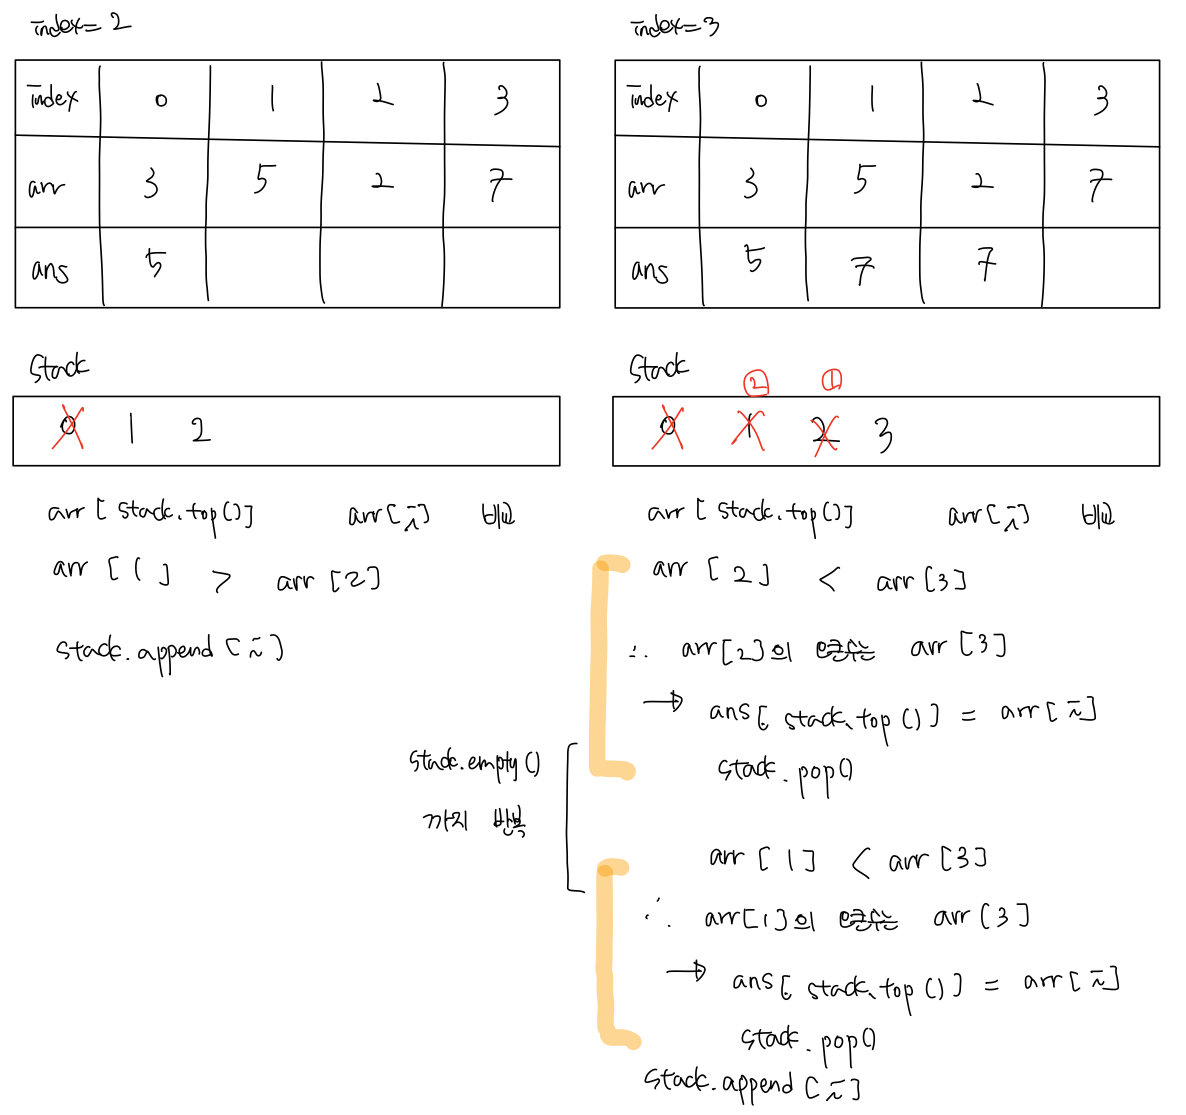 index = 2
index 0 1 2 3
arr 3 5 2 7
ans 5
Stack
0 1 2
arr [ stack.top()] arr[i] 비교
arr [ 1 ] > arr [2]
stack.append [i]
index = 3
index 0 1 2 3
arr 3 5 2 7
ans 5 7 7
Stack
② ①
0 1 2 3
arr [ stack.top()] arr[i] 비교
arr [ 2 ] < arr [3]
∴ arr[2]의 오큰수는 arr [3]
→ ans[ stack.top ()] = arr [i]
stack.pop()
stack.empty()
까지 반복
arr [ 1 ] < arr [3]
∴ arr[1]의 오큰수는 arr [3]
→ ans[ stack.top ()] = arr [i]
stack.pop()
stack.append [i]